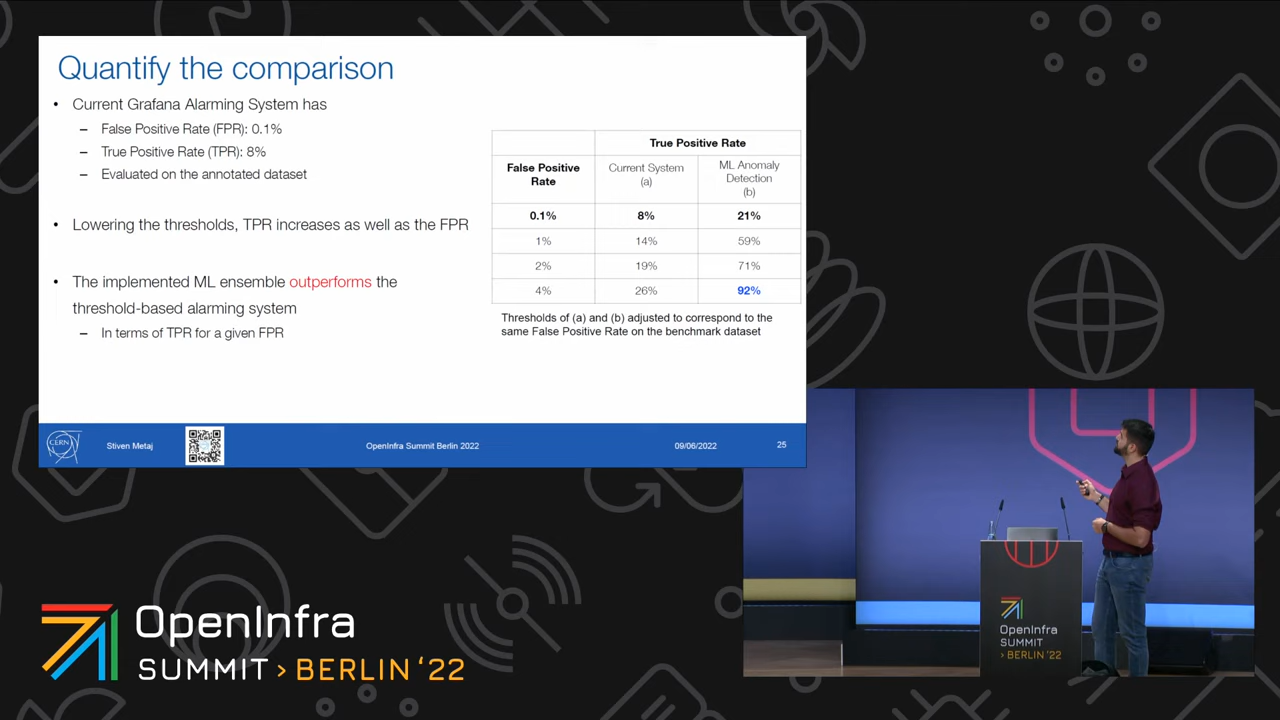 Quantify the comparison
• Current Grafana Alarming System has
– False Positive Rate (FPR): 0.1%
– True Positive Rate (TPR): 8%
– Evaluated on the annotated dataset
• Lowering the thresholds, TPR increases as well as the FPR
• The implemented ML ensemble outperforms the
threshold-based alarming system
– In terms of TPR for a given FPR
True Positive Rate
False Positive
Rate
Current System
(a)
ML Anomaly
Detection
(b)
0.1% 8% 21%
1% 14% 59%
2% 19% 71%
4% 26% 92%
Thresholds of (a) and (b) adjusted to correspond to the
same False Positive Rate on the benchmark dataset
CERN
Stiven Metaj
OpenInfra Summit Berlin 2022
09/06/2022
25
OpenInfra
SUMMIT > BERLIN ‘22
OpenInfra
SUMMIT
> BERLIN ‘22